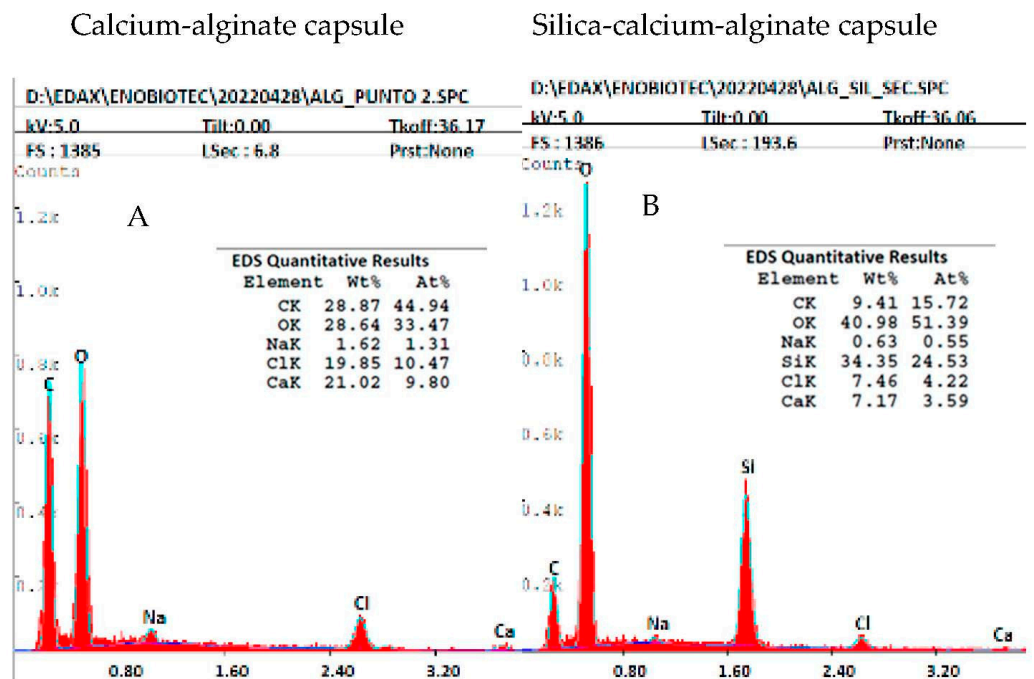 Calcium-alginate capsule
Silica-calcium-alginate capsule
D:\EDAX\ENOBIOTEC\20220428\ALG_PUNTO 2.SPC
kV:5.0 Tilt:0.00 Tkoff:36.17
FS : 1385 LSec : 6.8 Prst:None
Counts
A
1.2k
1.0k
0.8k
0.6k
0.4k
0.2k
EDS Quantitative Results
Element Wt% At%
CK 28.87 44.94
OK 28.64 33.47
NaK 1.62 1.31
ClK 19.85 10.47
CaK 21.02 9.80
C
O
Na
Cl
Ca
0.80 1.60 2.40 3.20
D:\EDAX\ENOBIOTEC\20220428\ALG_SIL_SEC.SPC
kV:5.0 Tilt:0.00 Tkoff:36.06
FS : 1386 LSec : 193.6 Prst:None
Counts
B
1.2k
1.0k
0.8k
0.6k
0.4k
0.2k
EDS Quantitative Results
Element Wt% At%
CK 9.41 15.72
OK 40.98 51.39
NaK 0.63 0.55
SiK 34.35 24.53
ClK 7.46 4.22
CaK 7.17 3.59
C
O
Na
Si
Cl
Ca
0.80 1.60 2.40 3.20